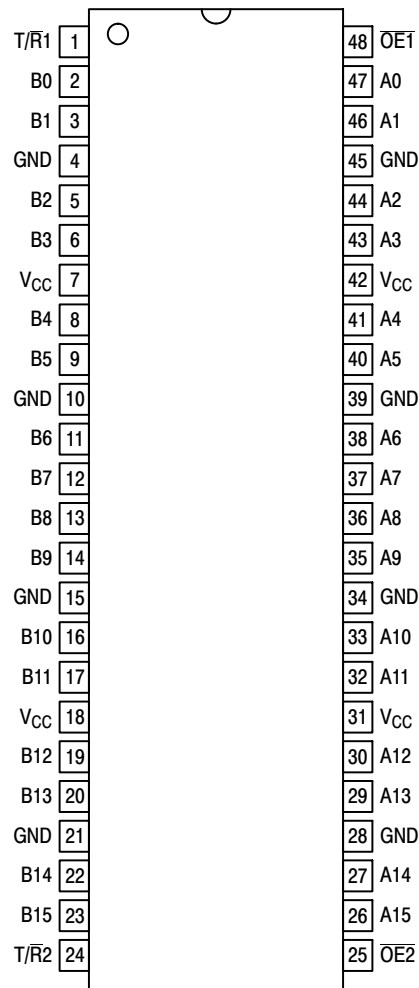 T/R̅1 1 48 O̅E̅1̅
B0 2 47 A0
B1 3 46 A1
GND 4 45 GND
B2 5 44 A2
B3 6 43 A3
VCC 7 42 VCC
B4 8 41 A4
B5 9 40 A5
GND 10 39 GND
B6 11 38 A6
B7 12 37 A7
B8 13 36 A8
B9 14 35 A9
GND 15 34 GND
B10 16 33 A10
B11 17 32 A11
VCC 18 31 VCC
B12 19 30 A12
B13 20 29 A13
GND 21 28 GND
B14 22 27 A14
B15 23 26 A15
T/R̅2 24 25 O̅E̅2̅